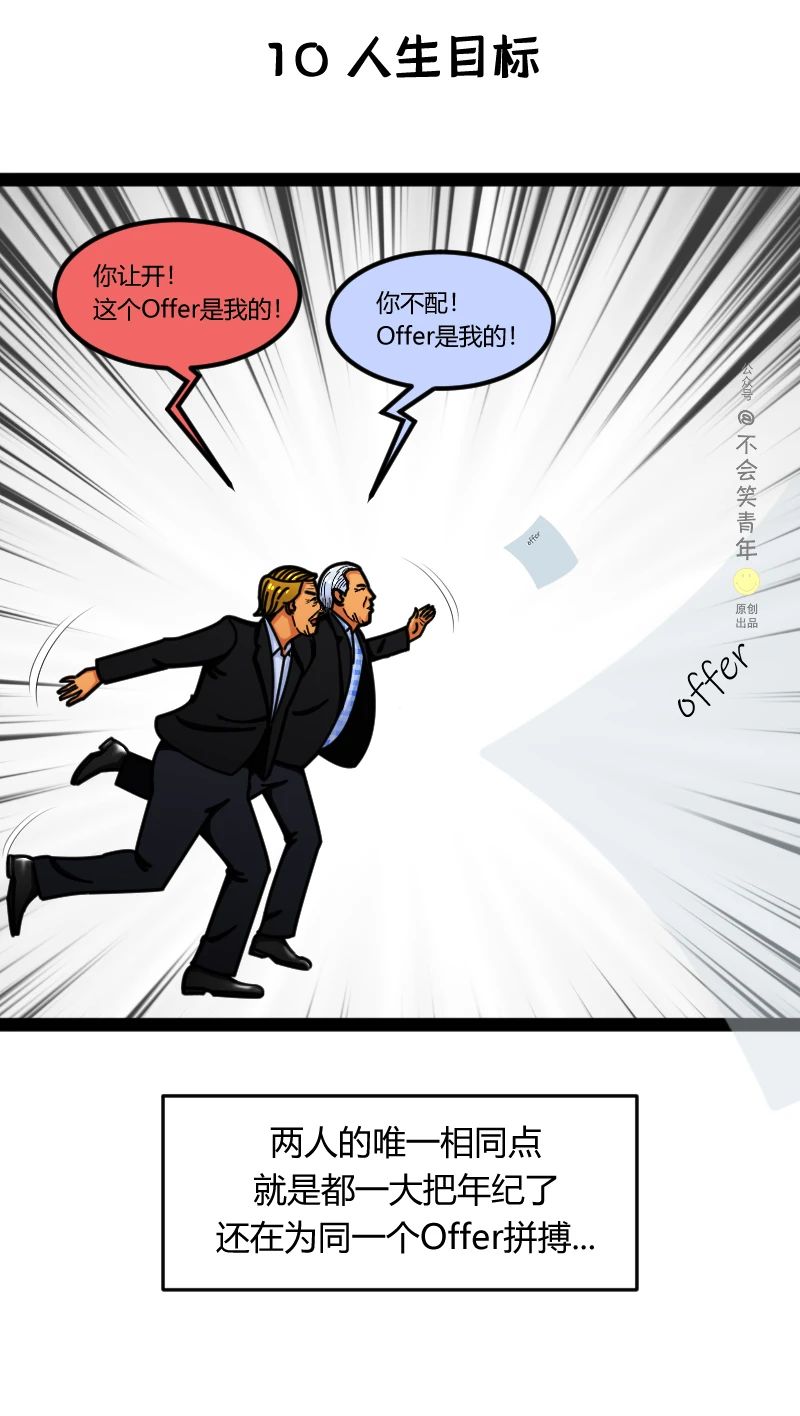 10 人生目标
你让开！
这个Offer是我的！
你不配！
Offer是我的！
公众号
@不会笑青年
原创
出品
offer
offer
两人的唯一相同点
就是都一大把年纪了
还在为同一个Offer拼搏...